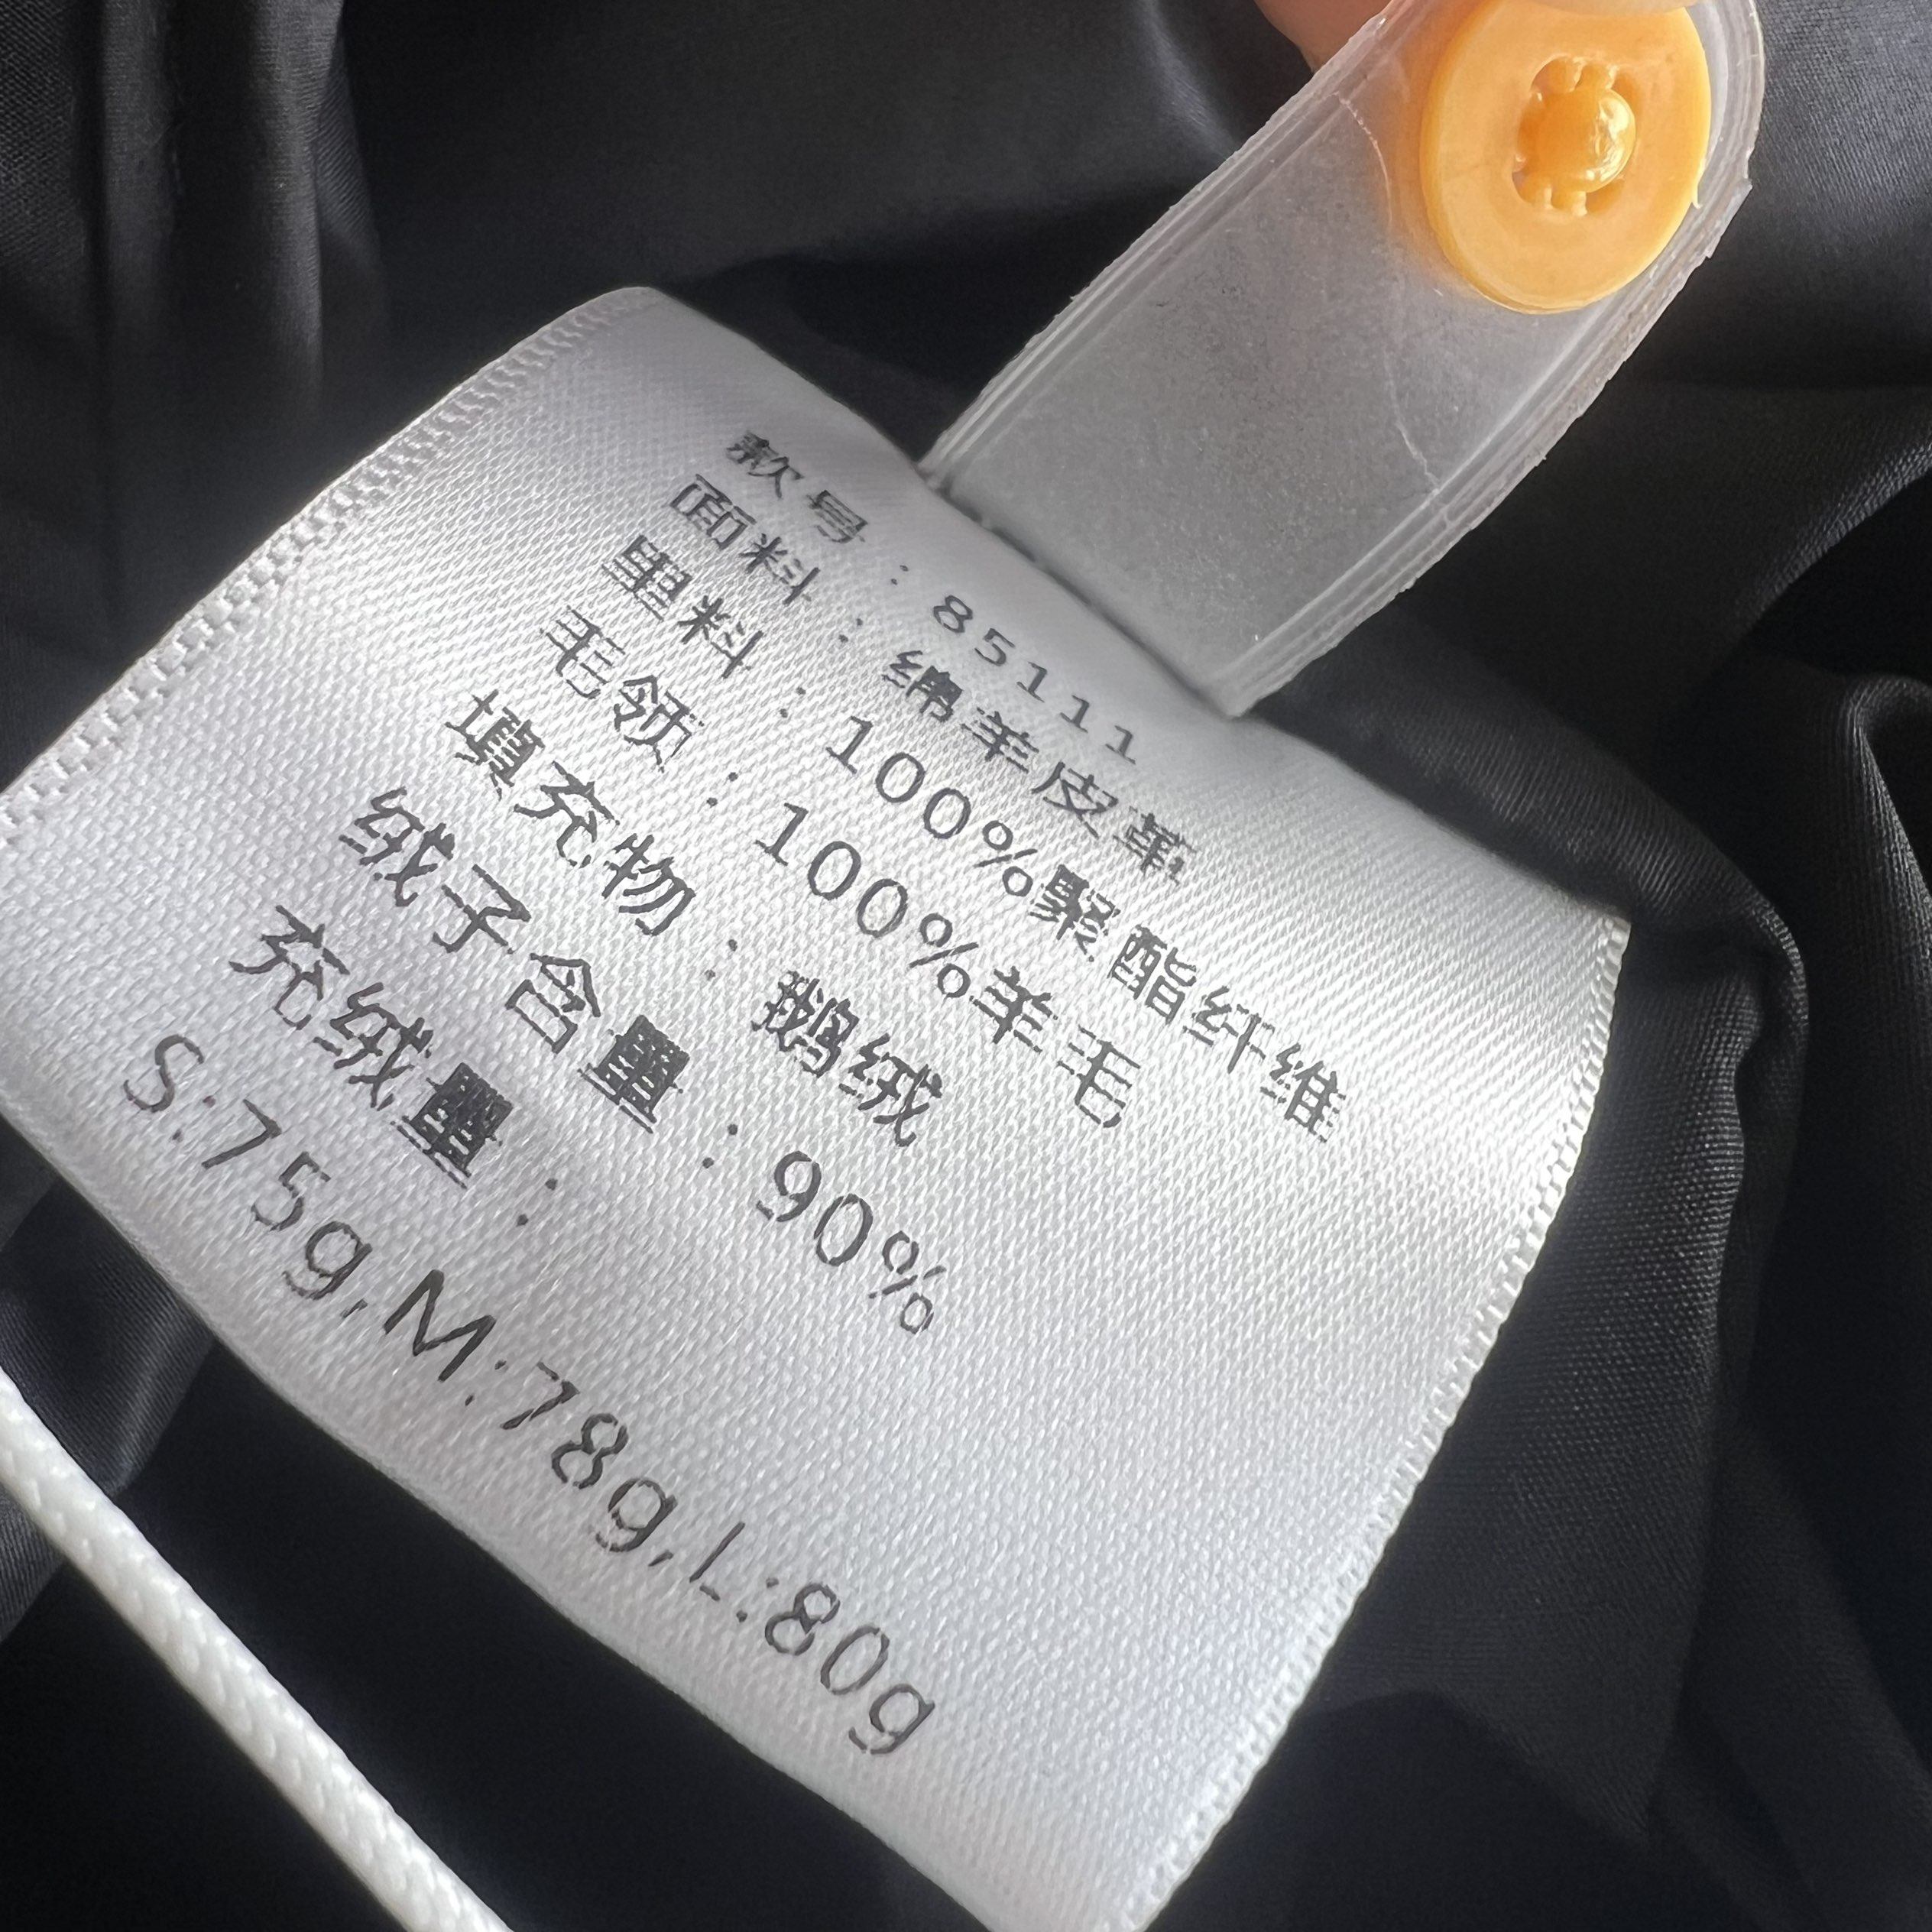 款号：85111
面料：绵羊皮革
里料：100%聚酯纤维
毛领：100%羊毛
填充物：鹅绒
绒子含量：90%
充绒量：
S:75g,M:78g,L:80g